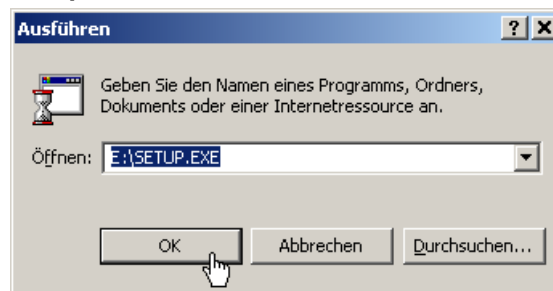 Ausführen
Geben Sie den Namen eines Programms, Ordners,
Dokuments oder einer Internetressource an.
Öffnen: E:\SETUP.EXE
OK Abbrechen Durchsuchen...